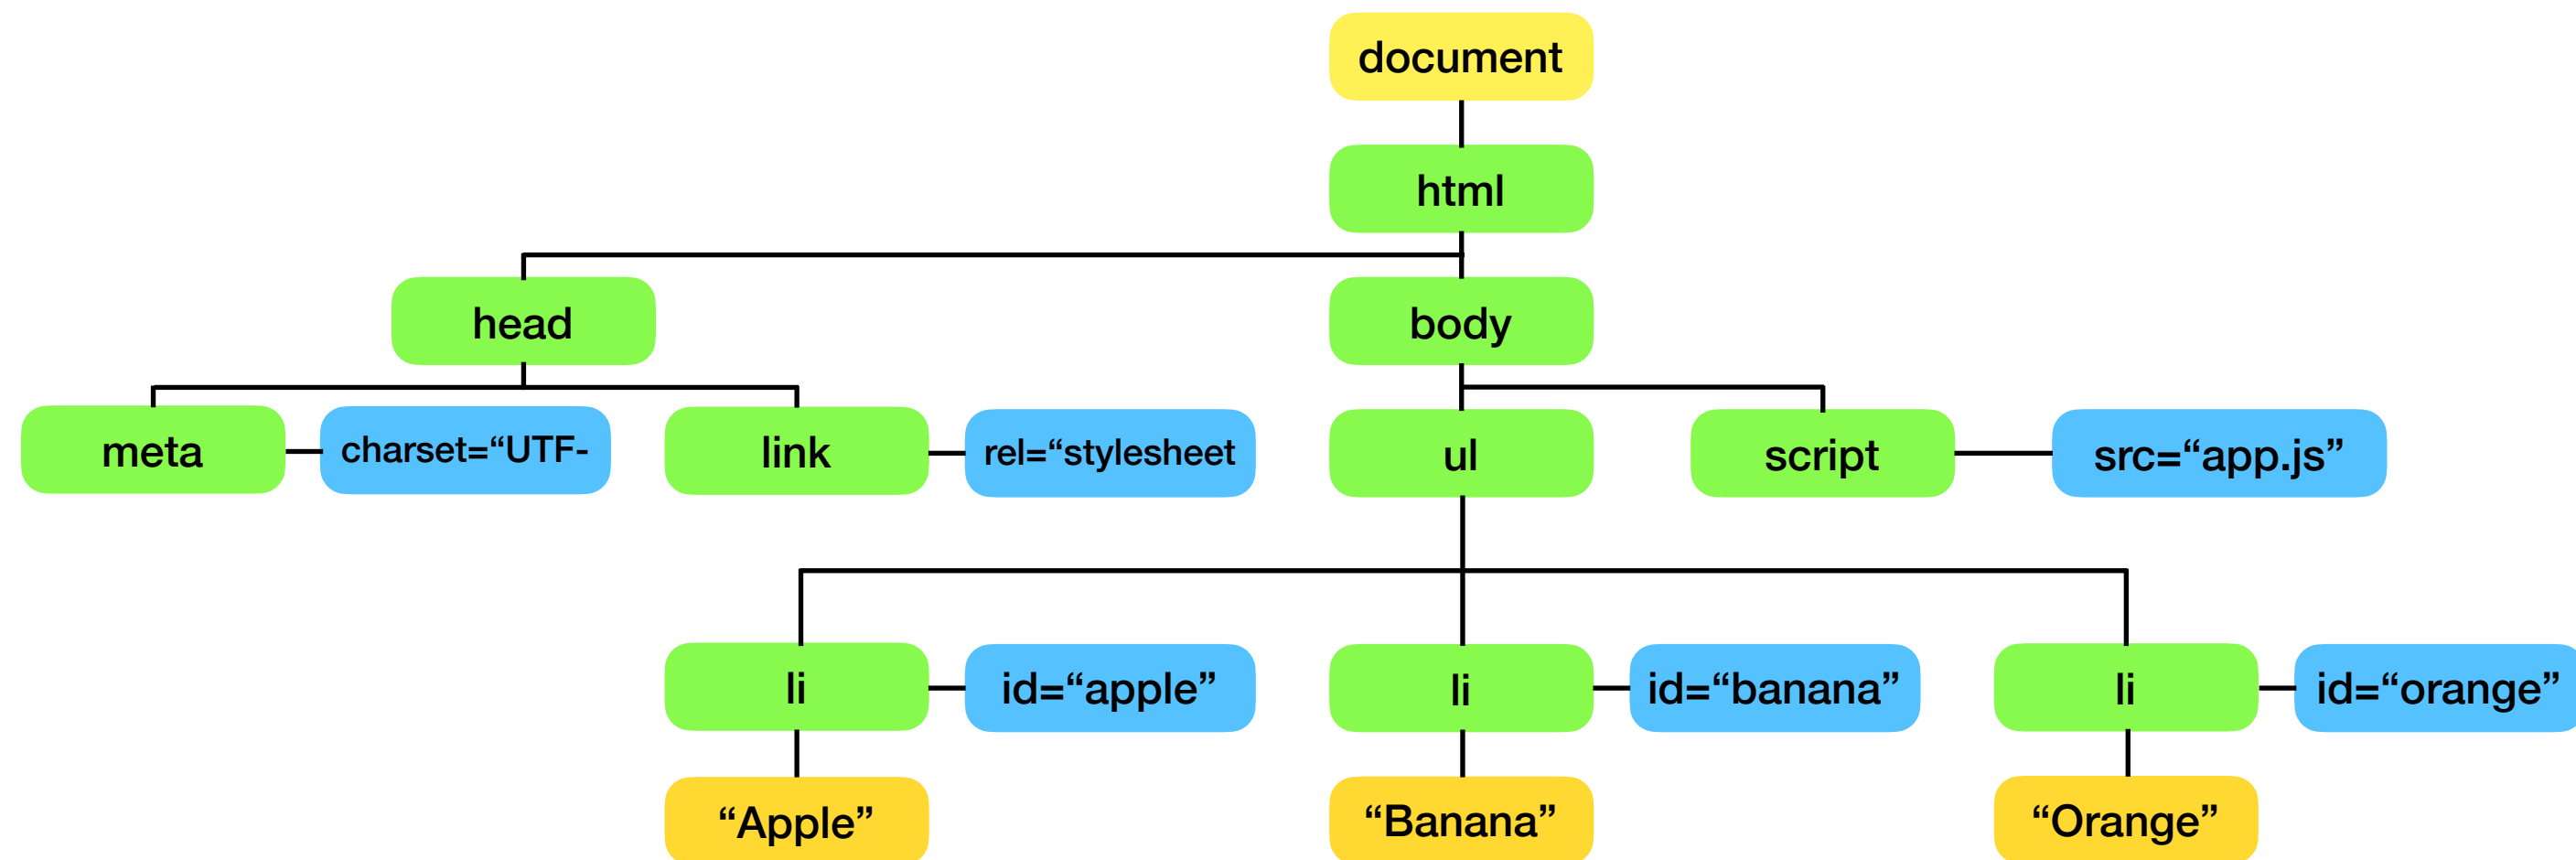 document
html
head
body
meta
charset=“UTF-
link
rel=“stylesheet
ul
script
src=“app.js”
li
id=“apple”
li
id=“banana”
li
id=“orange”
“Apple”
“Banana”
“Orange”